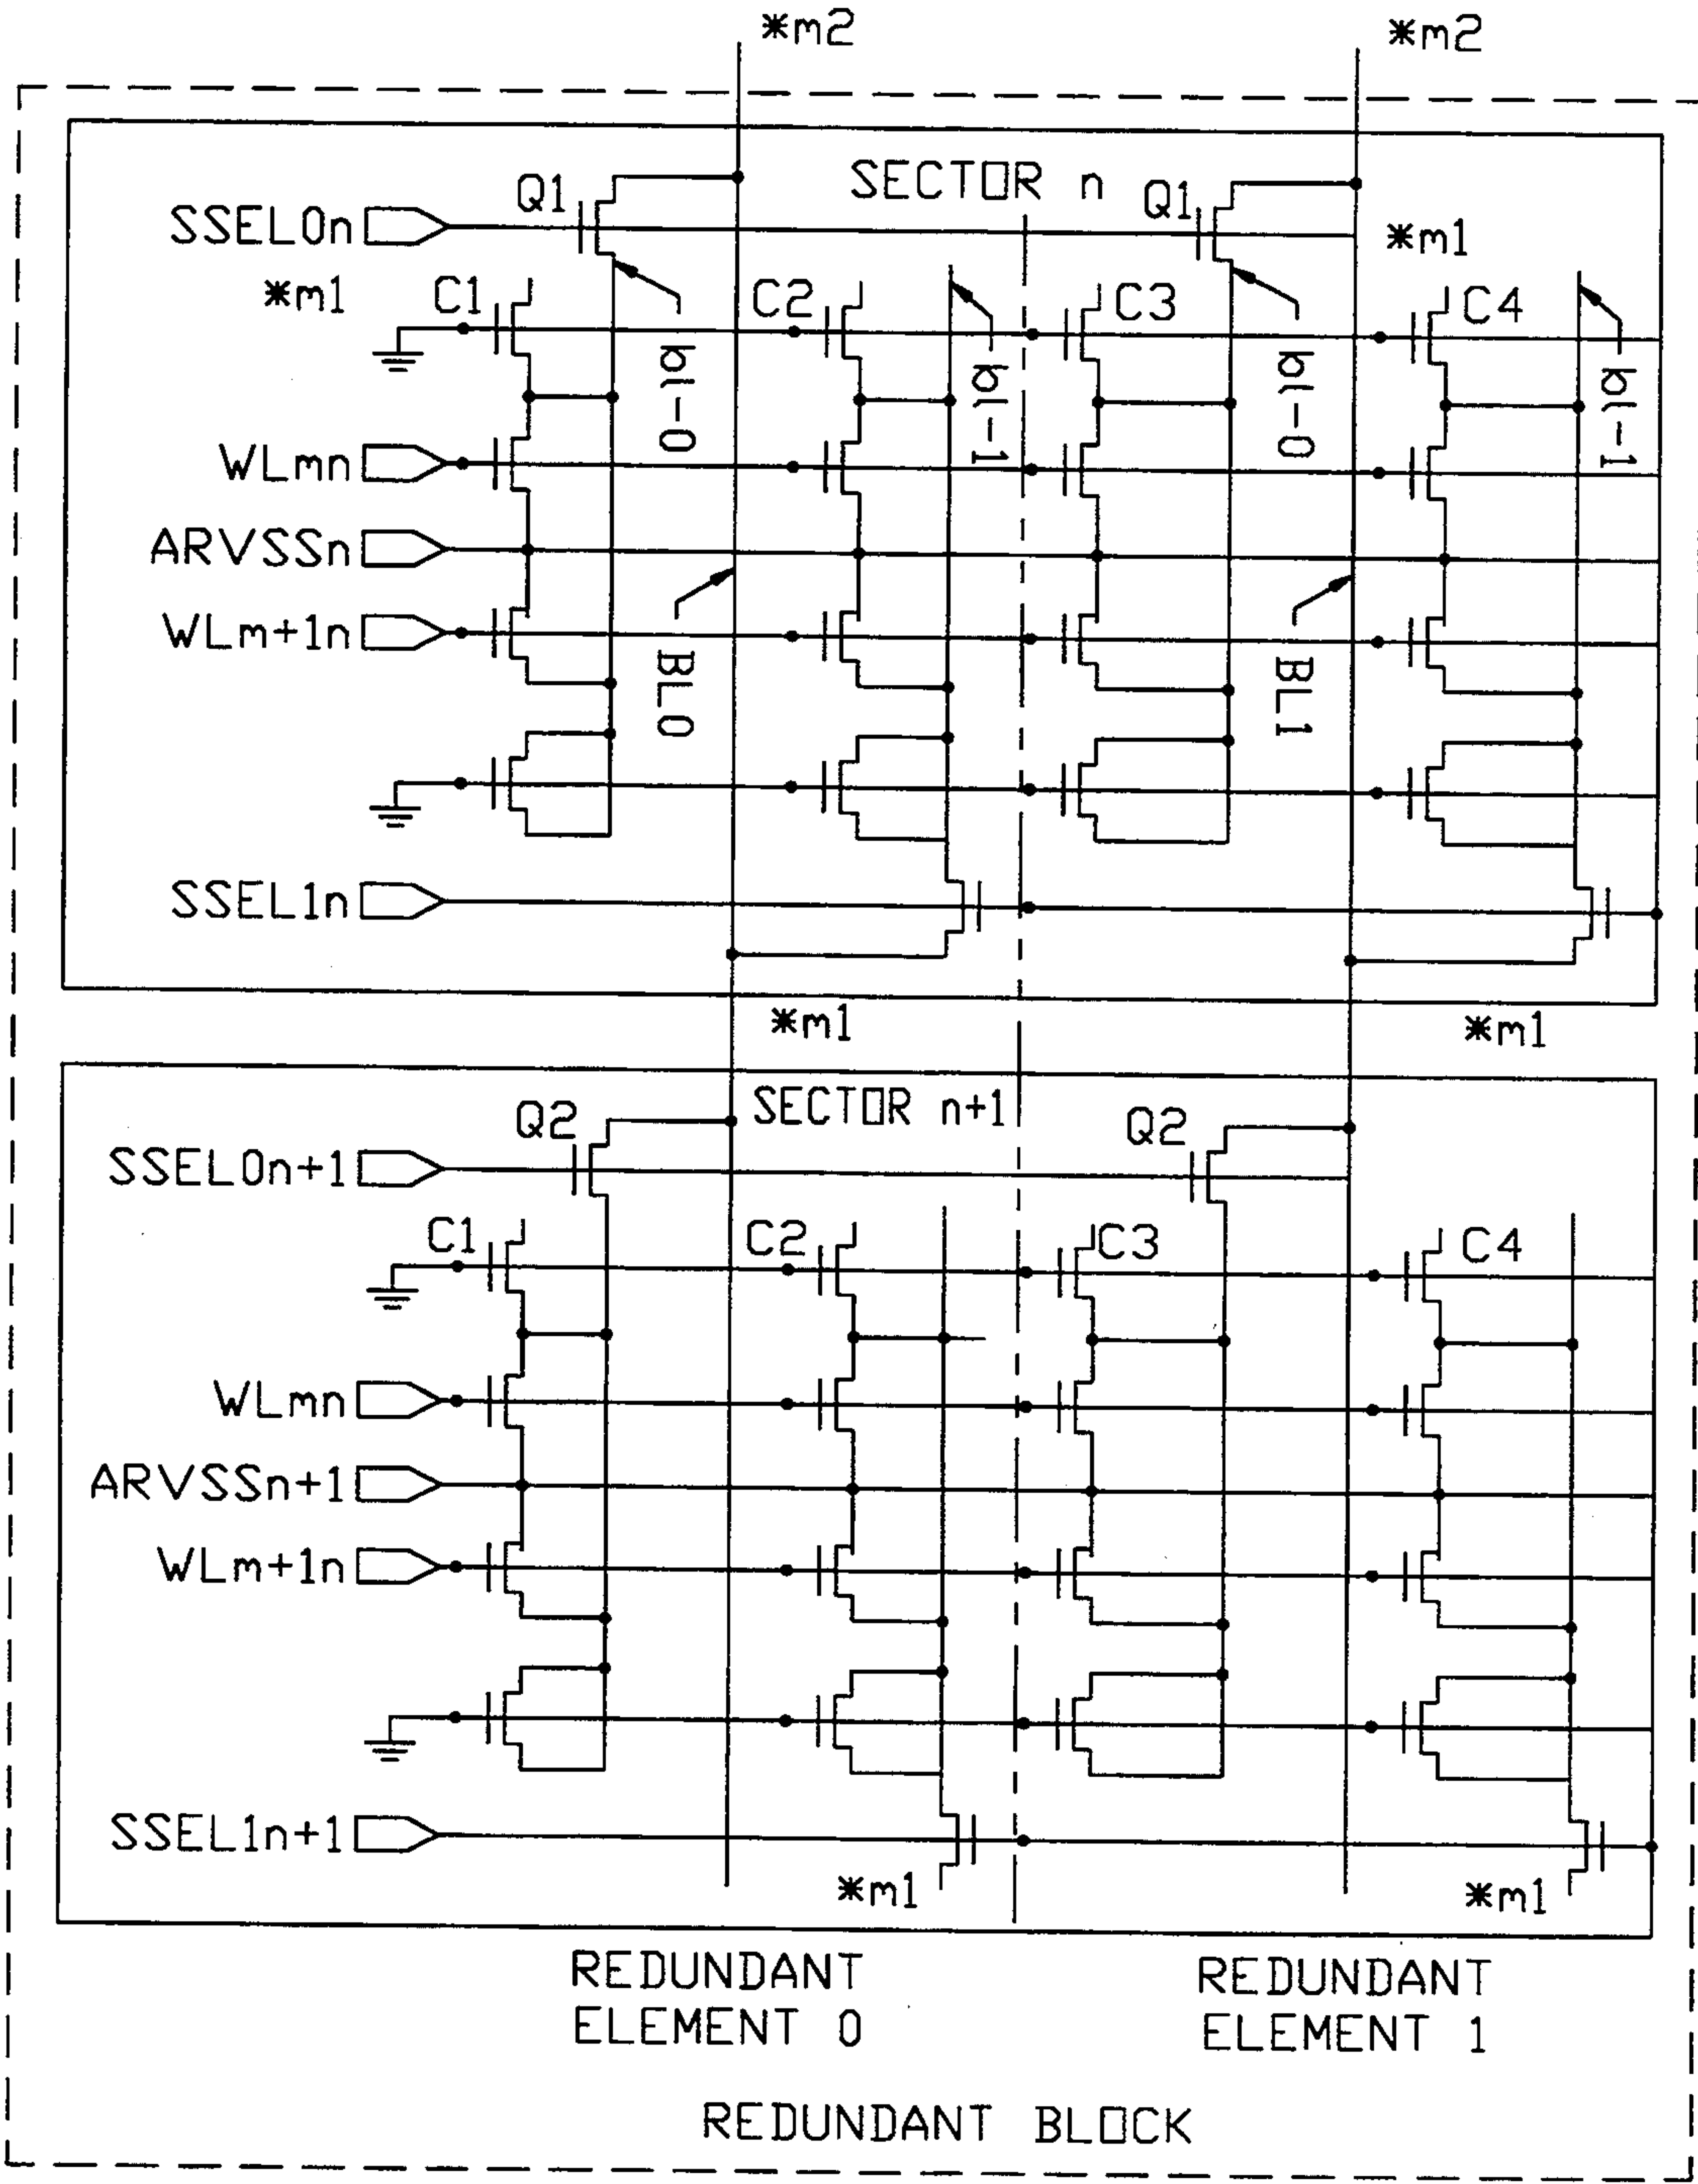 *m2
*m2
SECTOR n
Q1
Q1
SSEL0n
*m1
*m1
C1
C2
C3
C4
bl-0
bl-1
bl-0
bl-1
WLmn
ARVSSn
WLm+1n
BL0
BL1
SSEL1n
*m1
*m1
SECTOR n+1
Q2
Q2
SSEL0n+1
C1
C2
C3
C4
WLmn
ARVSSn+1
WLm+1n
SSEL1n+1
*m1
*m1
REDUNDANT
ELEMENT 0
REDUNDANT
ELEMENT 1
REDUNDANT BLOCK